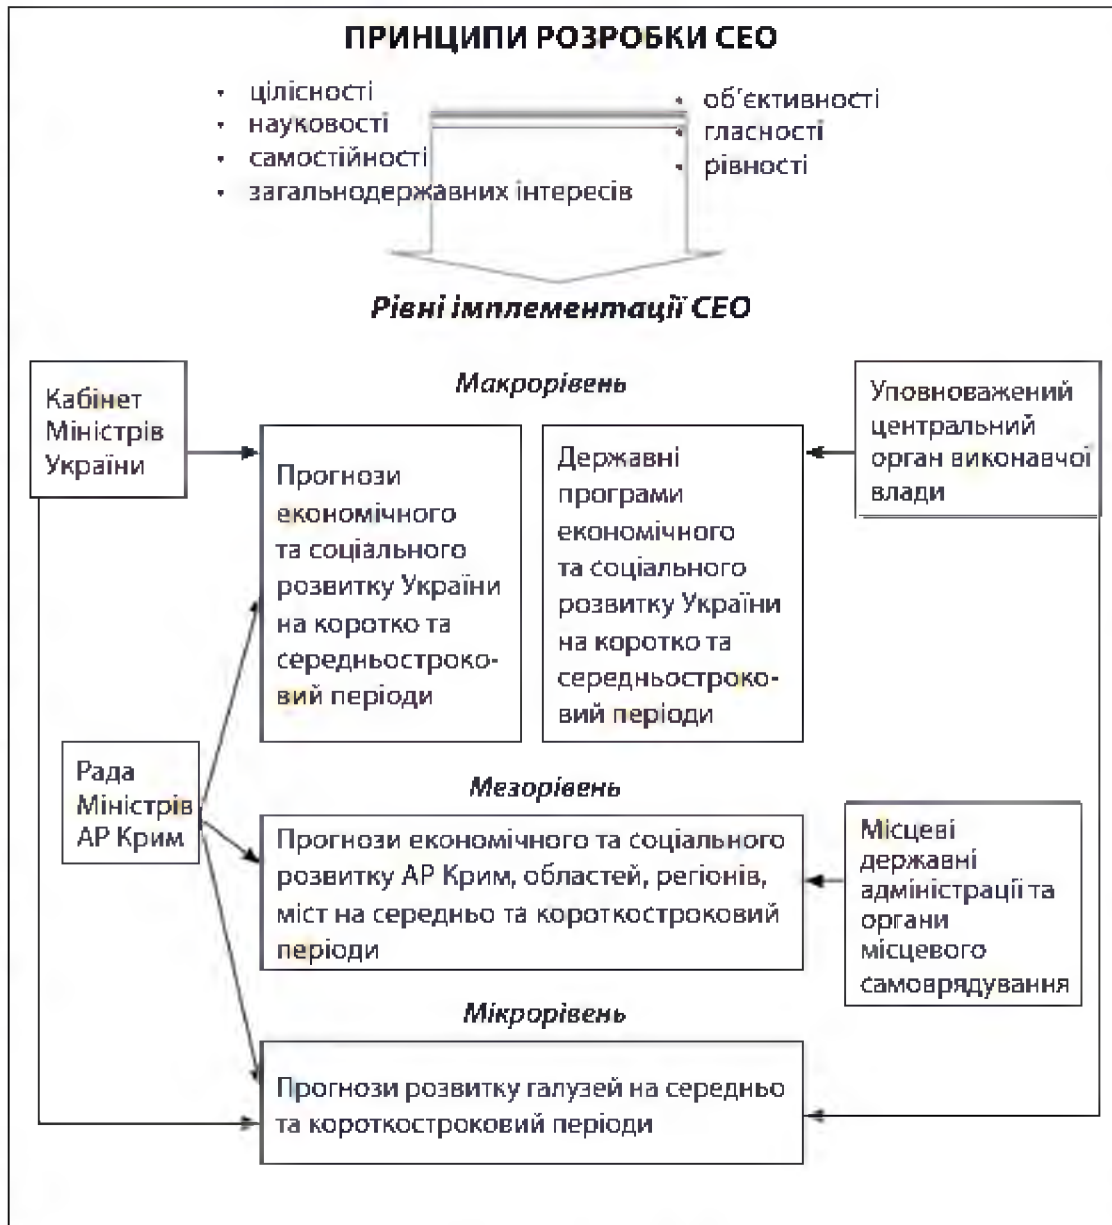 ПРИНЦИПИ РОЗРОБКИ СЕО
• цілісності
• науковості
• самостійності
• загальнодержавних інтересів
• об'єктивності
• гласності
• рівності
Рівні імплементації СЕО
Кабінет
Міністрів
України
Макрорівень
Уповноважений
центральний
орган виконавчої
влади
Прогнози
економічного
та соціального
розвитку України
на коротко та
середньостроко-
вий періоди
Державні
програми
економічного
та соціального
розвитку України
на коротко та
середньостроко-
вий періоди
Рада
Міністрів
АР Крим
Мезорівень
Прогнози економічного та соціального
розвитку АР Крим, областей, регіонів,
міст на середньо та короткостроковий
періоди
Місцеві
державні
адміністрації та
органи
місцевого
самоврядування
Мікрорівень
Прогнози розвитку галузей на середньо
та короткостроковий періоди